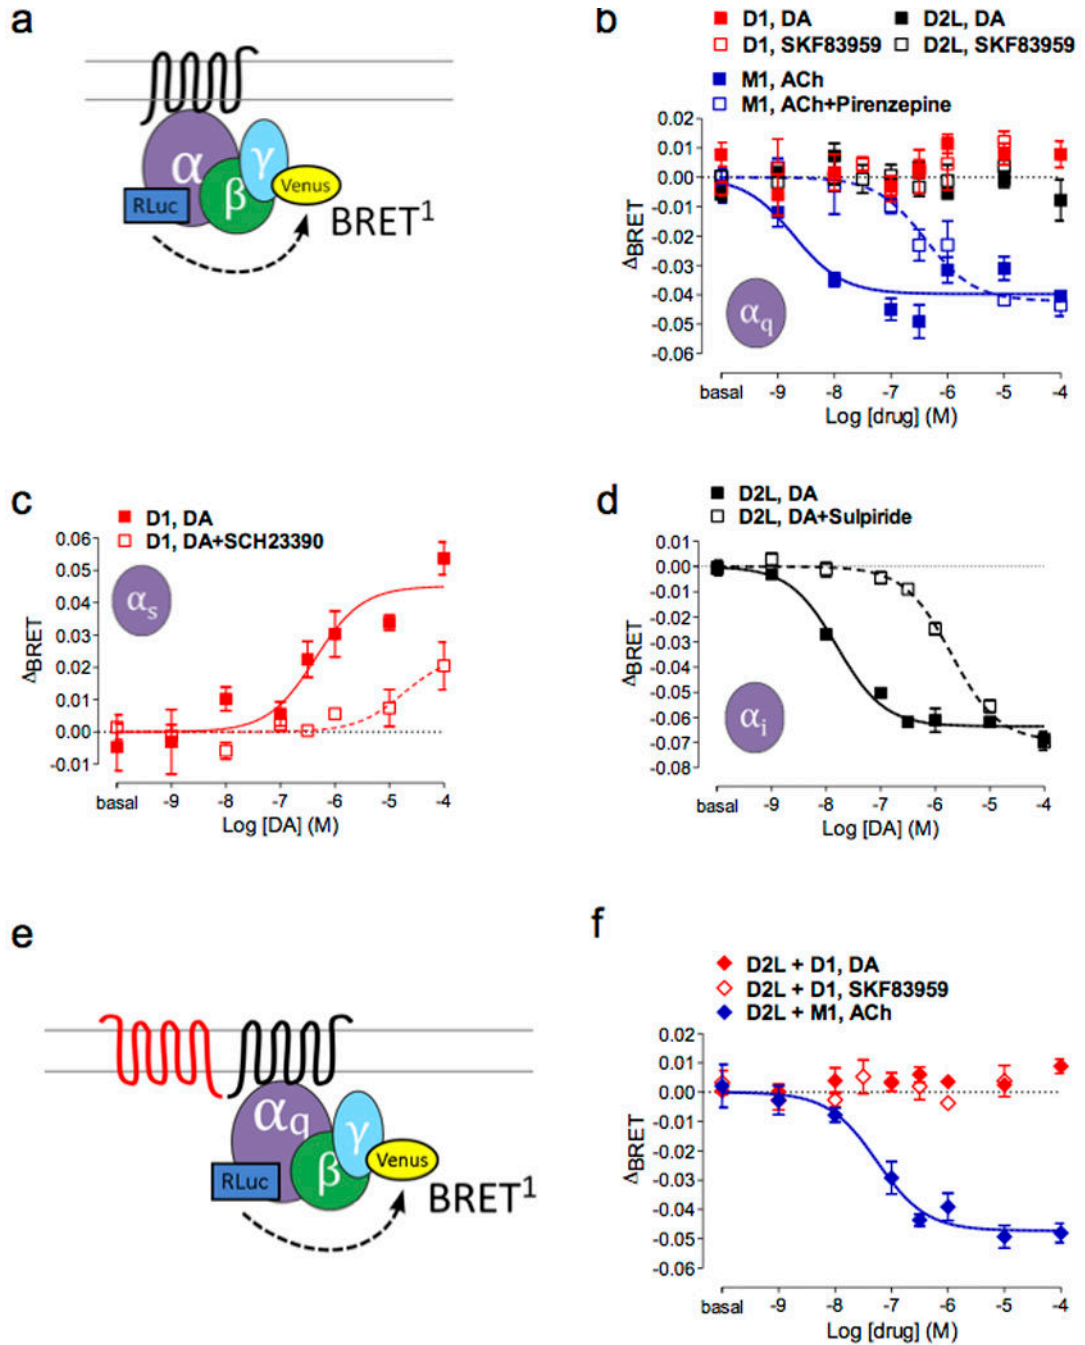 a
α
β
γ
RLuc
Venus
BRET1
b
D1, DA
D2L, DA
D1, SKF83959
D2L, SKF83959
M1, ACh
M1, ACh+Pirenzepine
0.02
0.01
0.00
-0.01
-0.02
-0.03
-0.04
-0.05
-0.06
ΔBRET
αq
basal -9 -8 -7 -6 -5 -4
Log [drug] (M)
c
D1, DA
D1, DA+SCH23390
0.06
0.05
0.04
0.03
0.02
0.01
0.00
-0.01
ΔBRET
αs
basal -9 -8 -7 -6 -5 -4
Log [DA] (M)
d
D2L, DA
D2L, DA+Sulpiride
0.01
0.00
-0.01
-0.02
-0.03
-0.04
-0.05
-0.06
-0.07
-0.08
ΔBRET
αi
basal -9 -8 -7 -6 -5 -4
Log [DA] (M)
e
αq
β
γ
RLuc
Venus
BRET1
f
D2L + D1, DA
D2L + D1, SKF83959
D2L + M1, ACh
0.02
0.01
0.00
-0.01
-0.02
-0.03
-0.04
-0.05
-0.06
ΔBRET
basal -9 -8 -7 -6 -5 -4
Log [drug] (M)